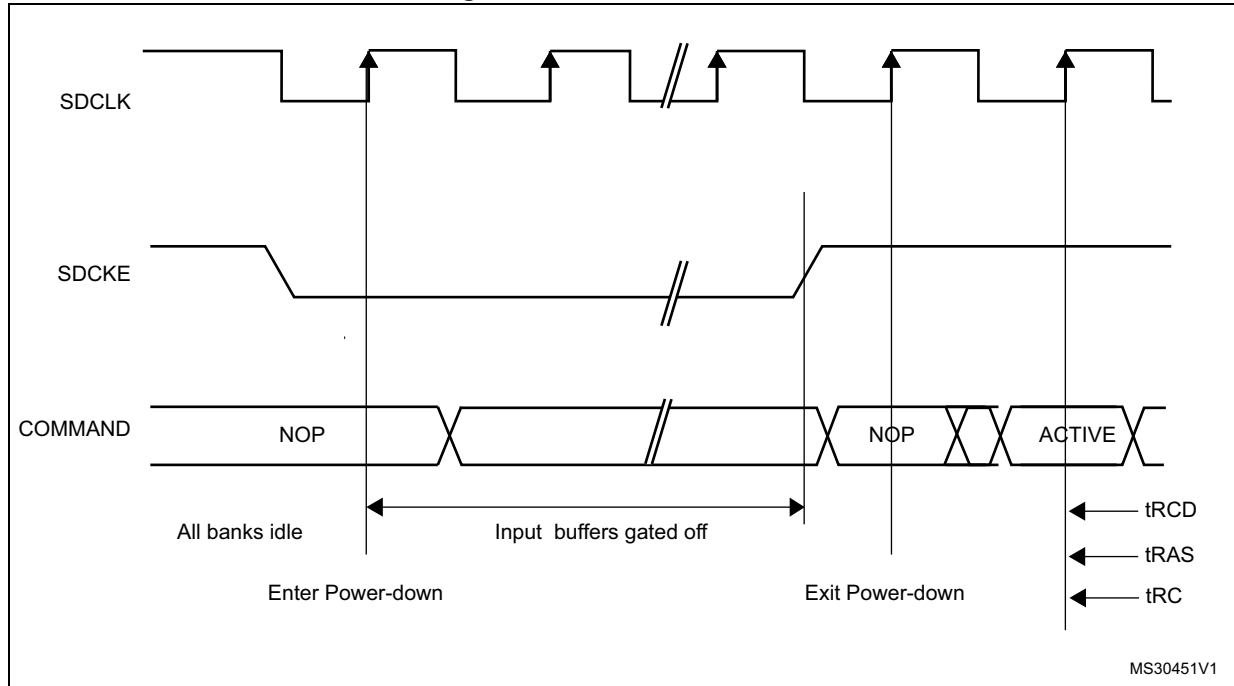 SDCLK
SDCKE
COMMAND
NOP
NOP
ACTIVE
All banks idle
Input buffers gated off
tRCD
tRAS
Enter Power-down
Exit Power-down
tRC
MS30451V1